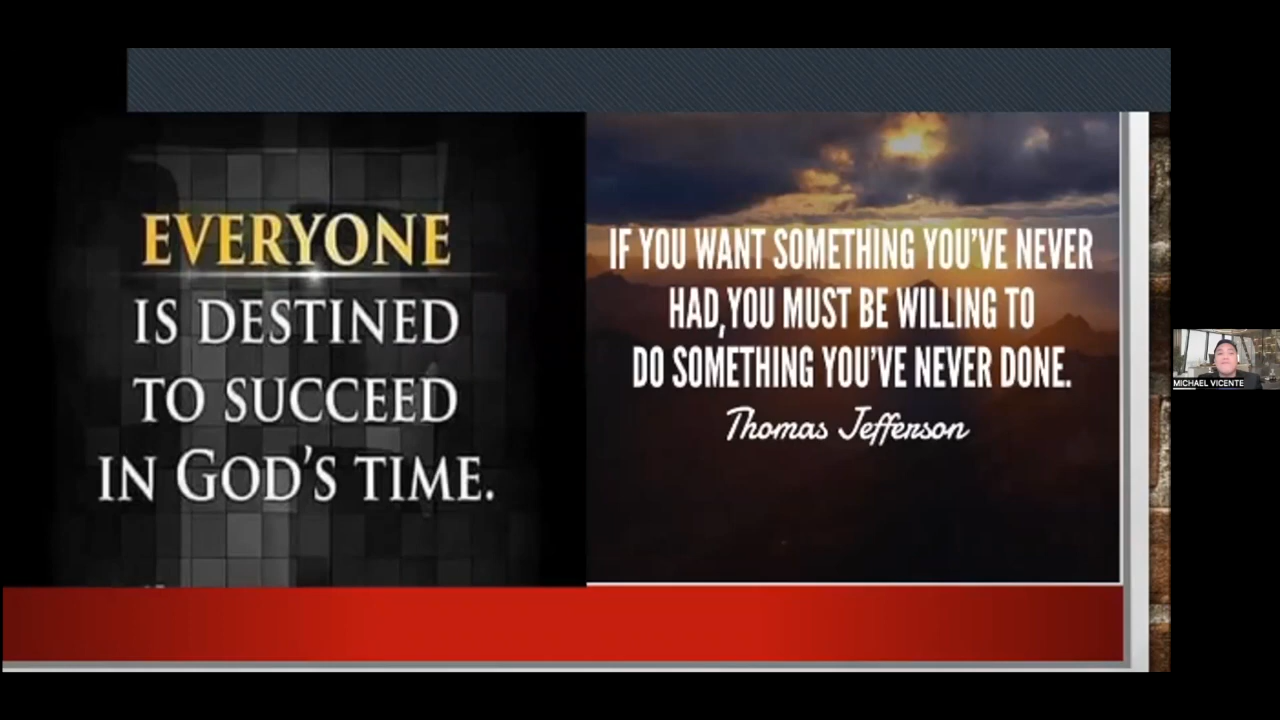 EVERYONE
IS DESTINED
TO SUCCEED
IN GOD'S TIME.
IF YOU WANT SOMETHING YOU'VE NEVER
HAD,YOU MUST BE WILLING TO
DO SOMETHING YOU'VE NEVER DONE.
Thomas Jefferson
MICHAEL VICENTE